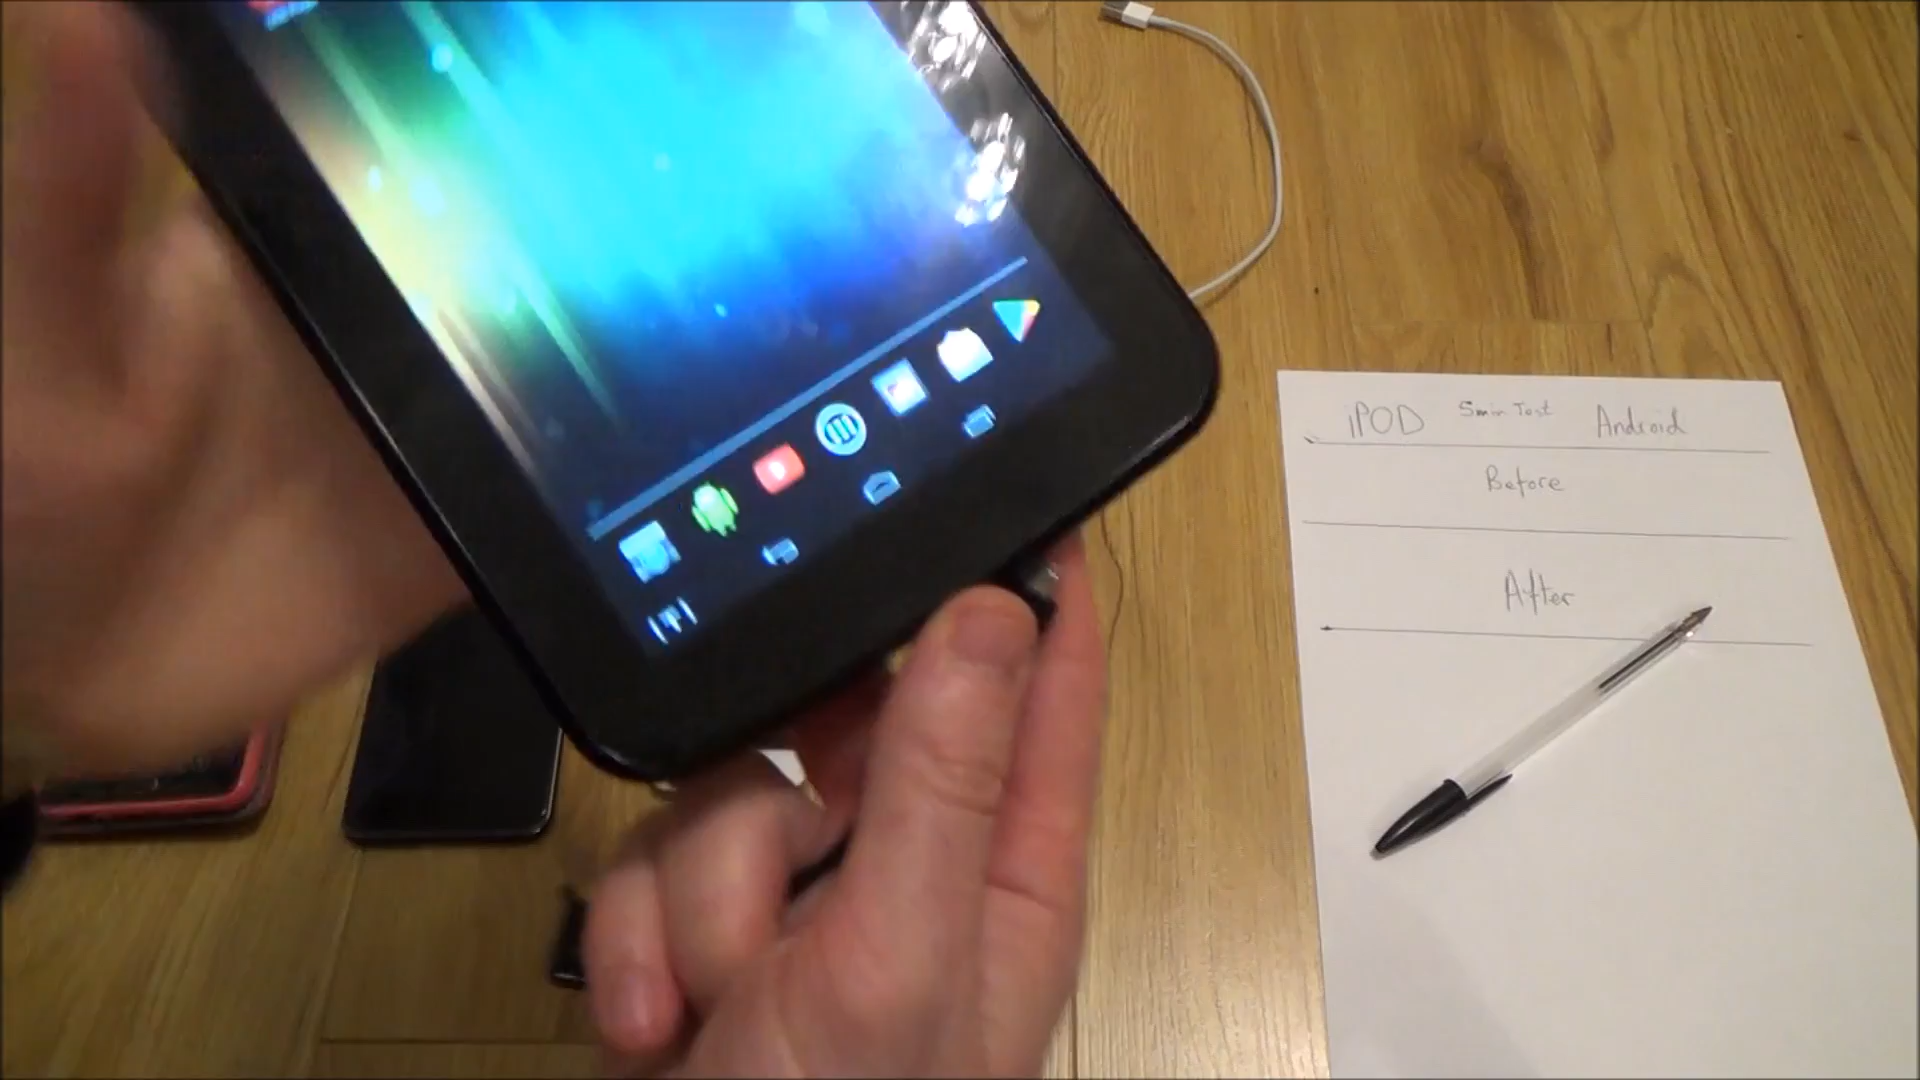 iPOD 5min Test Android
Before
After